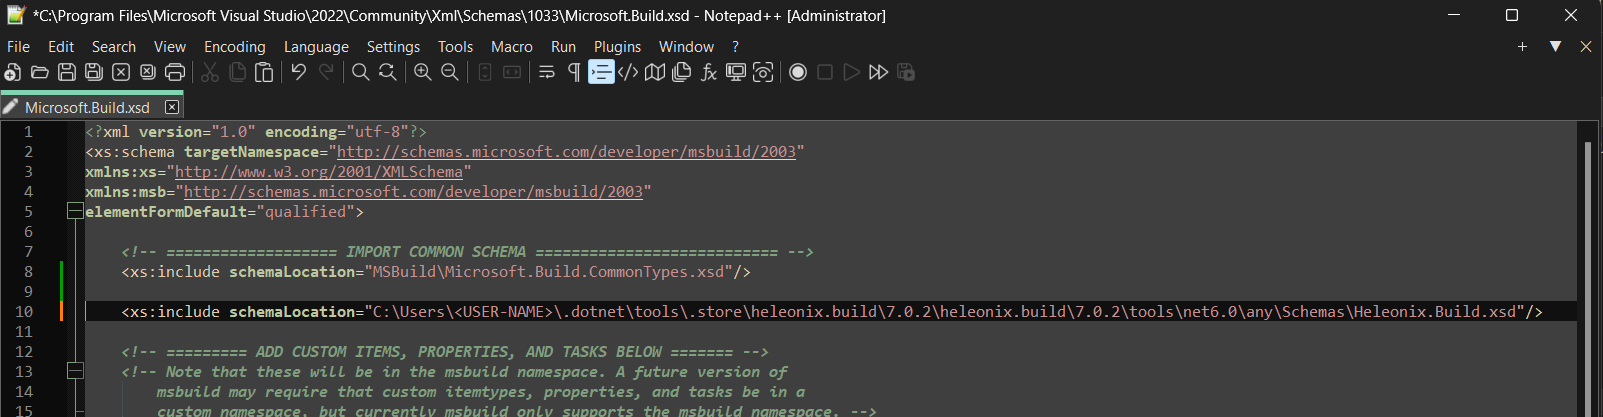 *C:\Program Files\Microsoft Visual Studio\2022\Community\Xml\Schemas\1033\Microsoft.Build.xsd - Notepad++ [Administrator]
File Edit Search View Encoding Language Settings Tools Macro Run Plugins Window ?
Microsoft.Build.xsd
1 <?xml version="1.0" encoding="utf-8"?>
2 <xs:schema targetNamespace="http://schemas.microsoft.com/developer/msbuild/2003"
3 xmlns:xs="http://www.w3.org/2001/XMLSchema"
4 xmlns:msb="http://schemas.microsoft.com/developer/msbuild/2003"
5 elementFormDefault="qualified">
6
7 <!-- =================== IMPORT COMMON SCHEMA =========================== -->
8 <xs:include schemaLocation="MSBuild\Microsoft.Build.CommonTypes.xsd"/>
9
10 <xs:include schemaLocation="C:\Users\<USER-NAME>\.dotnet\tools\.store\heleonix.build\7.0.2\heleonix.build\7.0.2\tools\net6.0\any\Schemas\Heleonix.Build.xsd"/>
11
12 <!-- ========= ADD CUSTOM ITEMS, PROPERTIES, AND TASKS BELOW ======= -->
13 <!-- Note that these will be in the msbuild namespace. A future version of
14 msbuild may require that custom itemtypes, properties, and tasks be in a
15 custom namespace, but currently msbuild only supports the msbuild namespace. -->